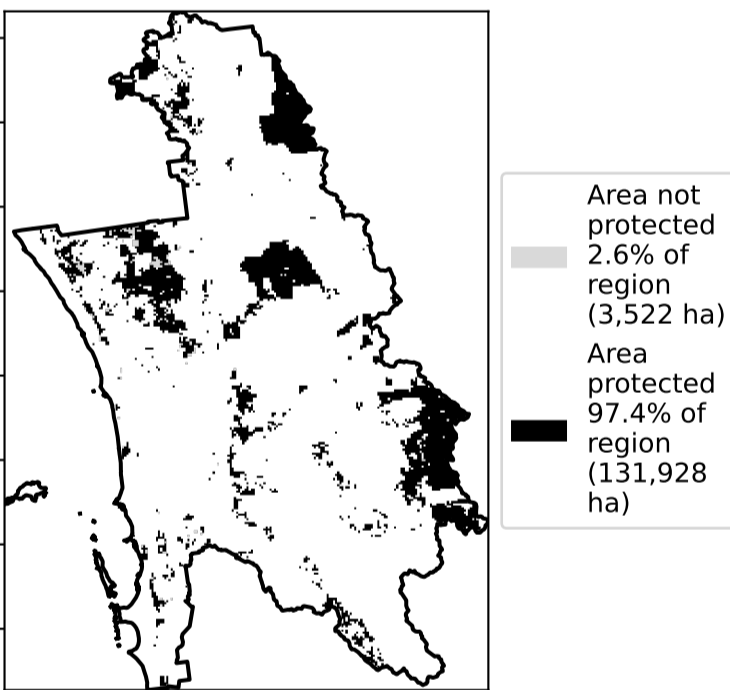 Area not
protected
2.6% of
region
(3,522 ha)
Area
protected
97.4% of
region
(131,928
ha)